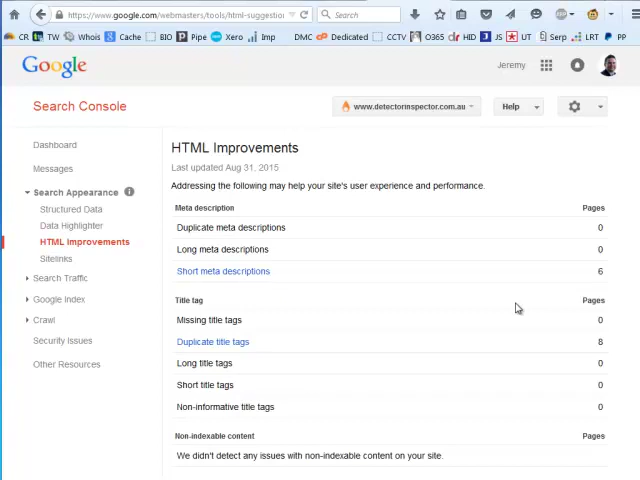 https://www.google.com/webmasters/tools/html-suggestion
Search
CR TW Whois Cache BIO Pipe Xero Imp DMC Dedicated CCTV O365 HID JS UT Serp LRT PP
Google
Jeremy
Search Console
www.detectorinspector.com.au
Help
Dashboard
Messages
Search Appearance
Structured Data
Data Highlighter
HTML Improvements
Sitelinks
Search Traffic
Google Index
Crawl
Security Issues
Other Resources
HTML Improvements
Last updated Aug 31, 2015
Addressing the following may help your site's user experience and performance.
Meta description Pages
Duplicate meta descriptions 0
Long meta descriptions 0
Short meta descriptions 6
Title tag Pages
Missing title tags 0
Duplicate title tags 8
Long title tags 0
Short title tags 0
Non-informative title tags 0
Non-indexable content Pages
We didn't detect any issues with non-indexable content on your site.